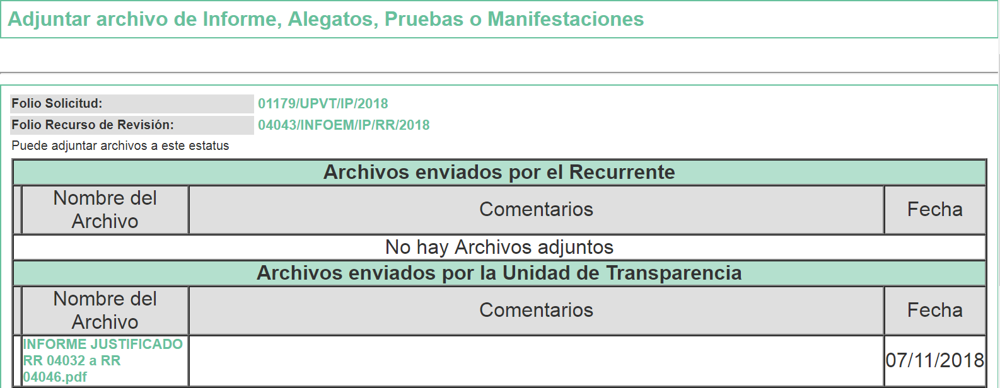 Adjuntar archivo de Informe, Alegatos, Pruebas o Manifestaciones
Folio Solicitud: 01179/UPVT/IP/2018
Folio Recurso de Revisión: 04043/INFOEM/IP/RR/2018
Puede adjuntar archivos a este estatus
Archivos enviados por el Recurrente
Nombre del
Archivo
Comentarios
Fecha
No hay Archivos adjuntos
Archivos enviados por la Unidad de Transparencia
Nombre del
Archivo
Comentarios
Fecha
INFORME JUSTIFICADO
RR 04032 a RR
04046.pdf
07/11/2018